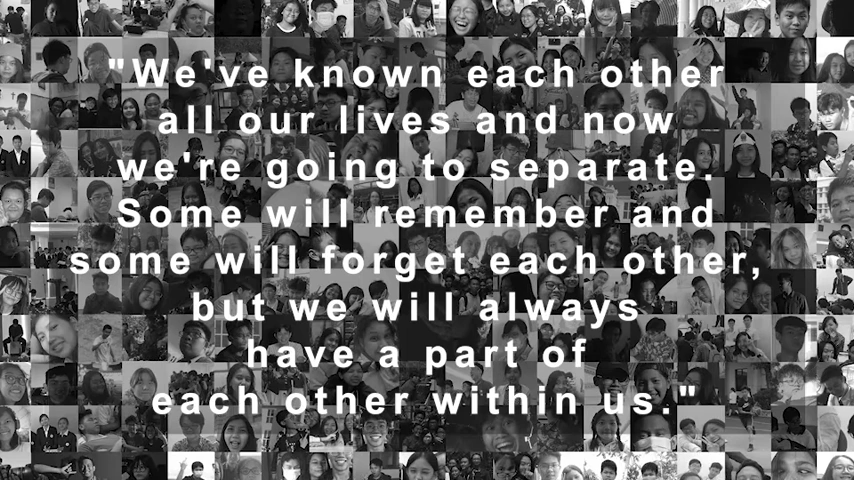 "We've known each other
all our lives and now
we're going to separate.
Some will remember and
some will forget each other,
but we will always
have a part of
each other within us."